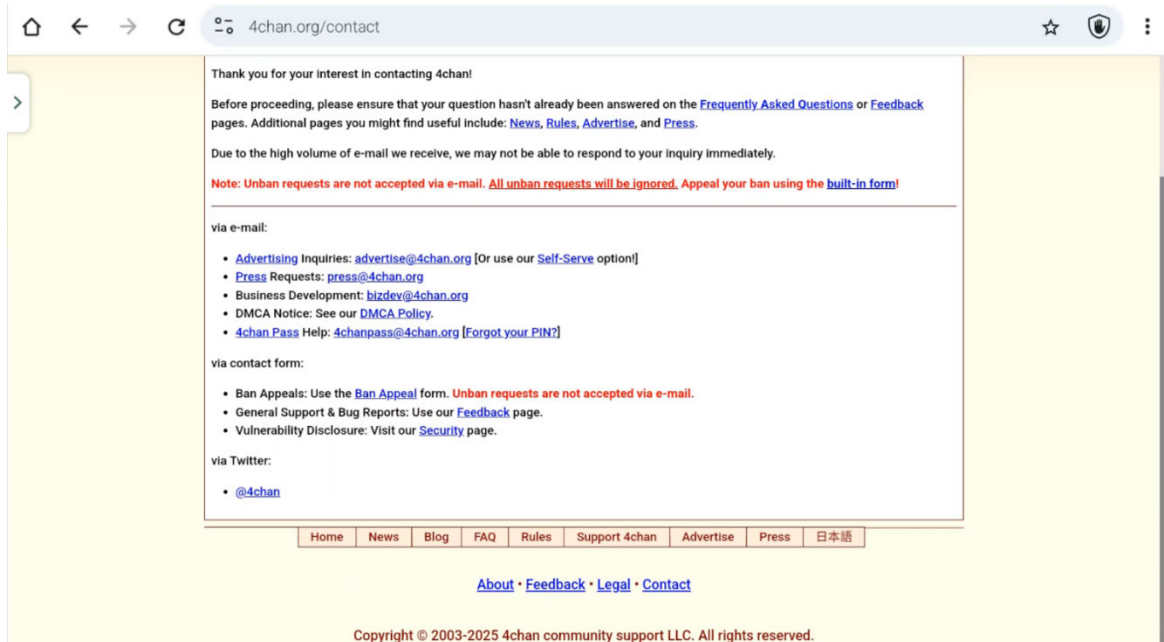 4chan.org/contact
Thank you for your interest in contacting 4chan!
Before proceeding, please ensure that your question hasn't already been answered on the Frequently Asked Questions or Feedback
pages. Additional pages you might find useful include: News, Rules, Advertise, and Press.
Due to the high volume of e-mail we receive, we may not be able to respond to your inquiry immediately.
Note: Unban requests are not accepted via e-mail. All unban requests will be ignored. Appeal your ban using the built-in form!
via e-mail:
• Advertising Inquiries: advertise@4chan.org [Or use our Self-Serve option!]
• Press Requests: press@4chan.org
• Business Development: bizdev@4chan.org
• DMCA Notice: See our DMCA Policy.
• 4chan Pass Help: 4chanpass@4chan.org [Forgot your PIN?]
via contact form:
• Ban Appeals: Use the Ban Appeal form. Unban requests are not accepted via e-mail.
• General Support & Bug Reports: Use our Feedback page.
• Vulnerability Disclosure: Visit our Security page.
via Twitter:
• @4chan
Home News Blog FAQ Rules Support 4chan Advertise Press 日本語
About • Feedback • Legal • Contact
Copyright © 2003-2025 4chan community support LLC. All rights reserved.